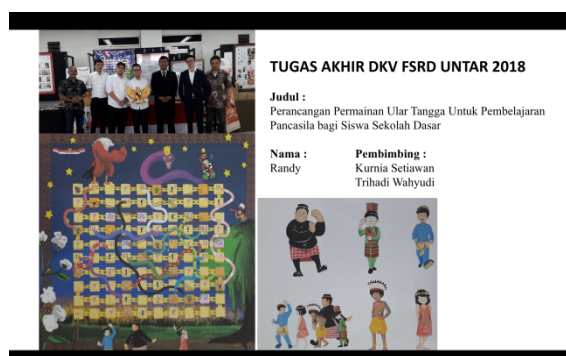 TUGAS AKHIR DKV FSRD UNTAR 2018
Judul :
Perancangan Permainan Ular Tangga Untuk Pembelajaran
Pancasila bagi Siswa Sekolah Dasar
Nama :
Randy
Pembimbing :
Kurnia Setiawan
Trihadi Wahyudi